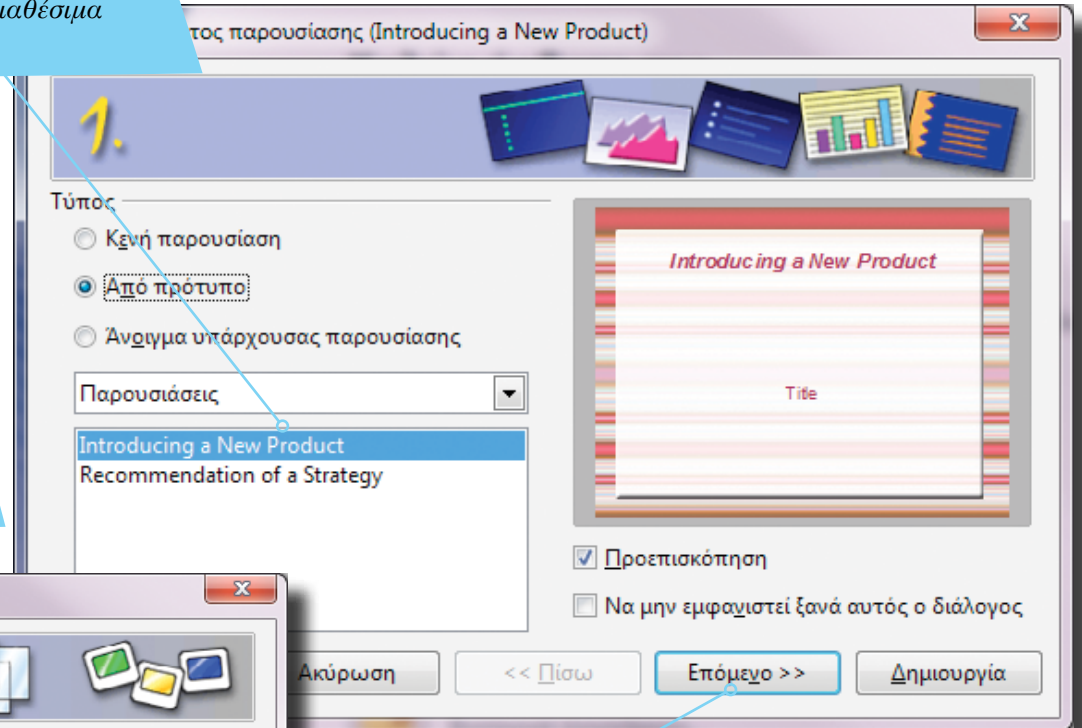 διαθέσιμα
τος παρουσίασης (Introducing a New Product)
1.
Τύπος
Κενή παρουσίαση
Από πρότυπο
Άνοιγμα υπάρχουσας παρουσίασης
Παρουσιάσεις
Introducing a New Product
Recommendation of a Strategy
Introducing a New Product
Title
Προεπισκόπηση
Να μην εμφανιστεί ξανά αυτός ο διάλογος
Ακύρωση
<< Πίσω
Επόμενο >>
Δημιουργία